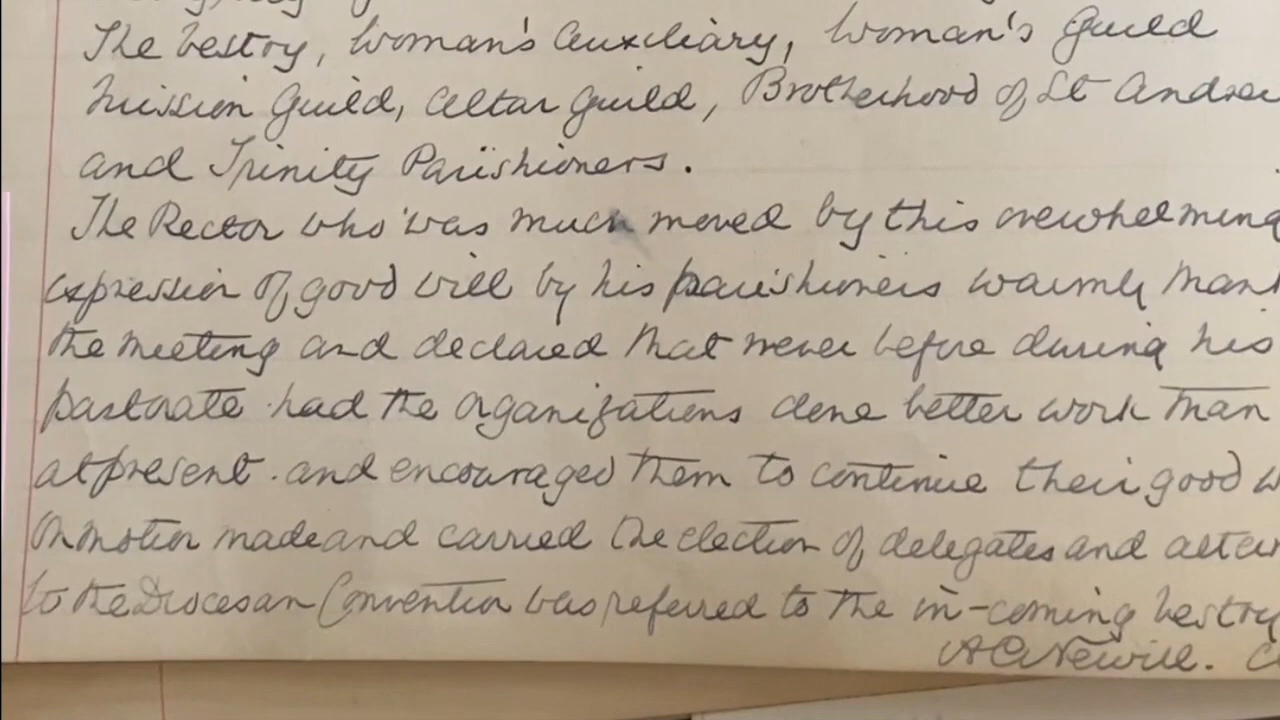 The Vestry, Woman's Auxiliary, Woman's Guild
Mission Guild, Altar Guild, Brotherhood of St Andrew
and Trinity Parishioners.
The Rector who was much moved by this overwhelming
expression of good will by his parishioners warmly thank
the meeting and declared that never before during his
pastorate had the organizations done better work than
at present. and encouraged them to continue their good w
On motion made and carried the election of delegates and alter
to the Diocesan Convention was referred to the in-coming Vestry
A C Newill.